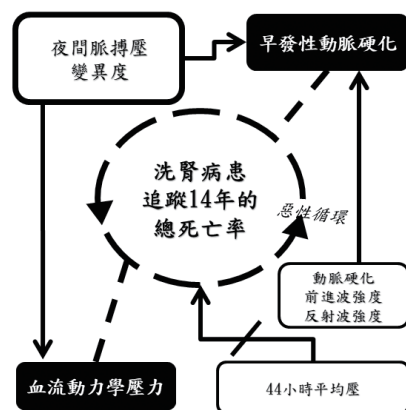 夜間脈搏壓
變異度
早發性動脈硬化
洗腎病患
追蹤14年的
總死亡率
惡性循環
動脈硬化
前進波強度
反射波強度
血流動力學壓力
44小時平均壓